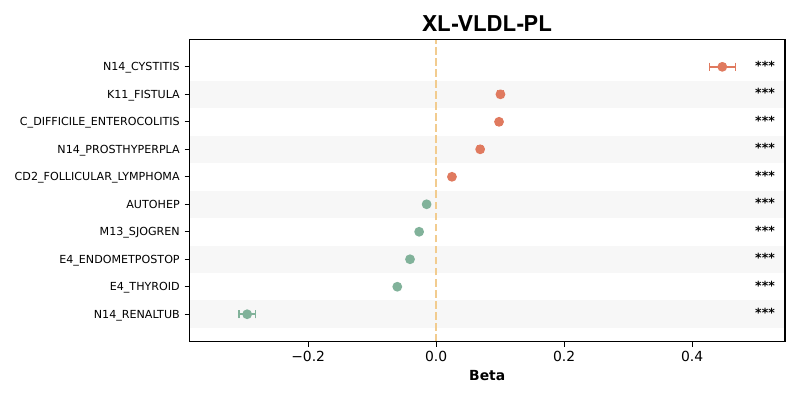 XL-VLDL-PL
N14_CYSTITIS ***
K11_FISTULA ***
C_DIFFICILE_ENTEROCOLITIS ***
N14_PROSTHYPERPLA ***
CD2_FOLLICULAR_LYMPHOMA ***
AUTOHEP ***
M13_SJOGREN ***
E4_ENDOMETPOSTOP ***
E4_THYROID ***
N14_RENALTUB ***
−0.2 0.0 0.2 0.4
Beta